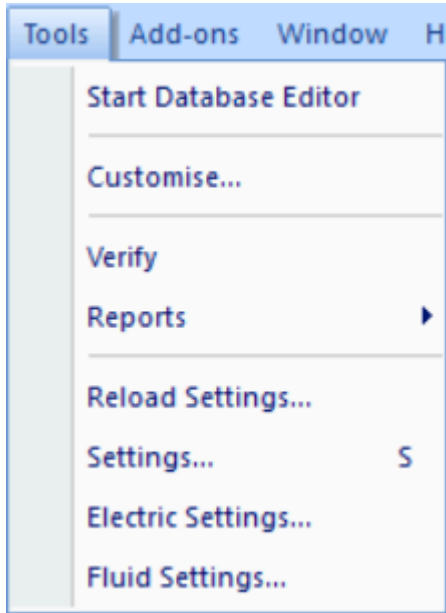 Tools Add-ons Window H
Start Database Editor
Customise...
Verify
Reports
Reload Settings...
Settings... S
Electric Settings...
Fluid Settings...